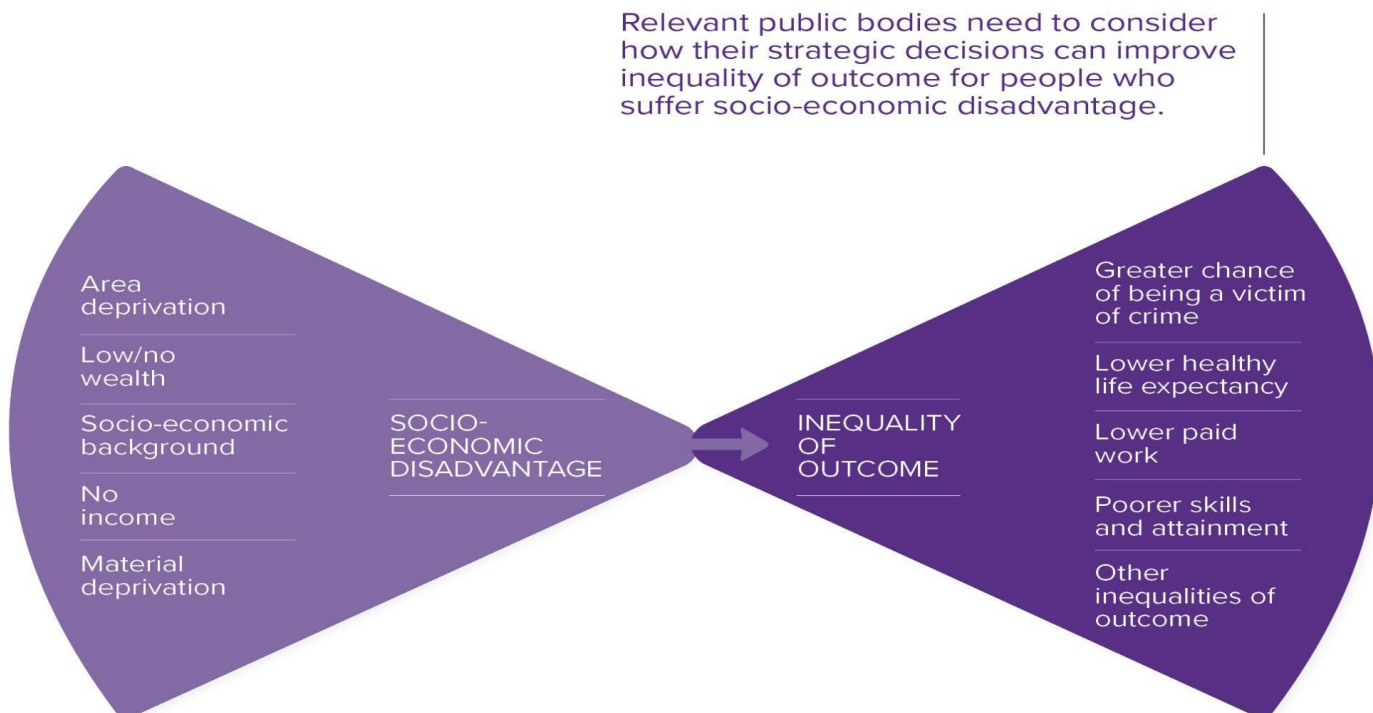 Relevant public bodies need to consider
how their strategic decisions can improve
inequality of outcome for people who
suffer socio-economic disadvantage.
Area
deprivation
Low/no
wealth
Socio-economic
background
No
income
Material
deprivation
SOCIO-
ECONOMIC
DISADVANTAGE
INEQUALITY
OF
OUTCOME
Greater chance
of being a victim
of crime
Lower healthy
life expectancy
Lower paid
work
Poorer skills
and attainment
Other
inequalities of
outcome